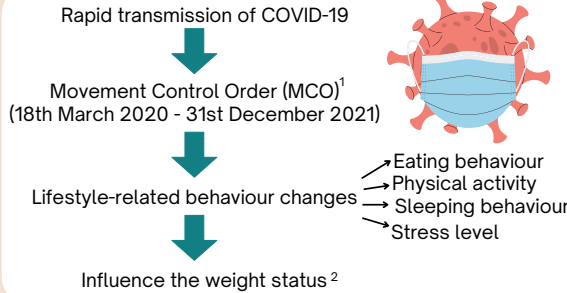 Rapid transmission of COVID-19
Movement Control Order (MCO)¹
(18th March 2020 - 31st December 2021)
Lifestyle-related behaviour changes
Eating behaviour
Physical activity
Sleeping behaviour
Stress level
Influence the weight status ²